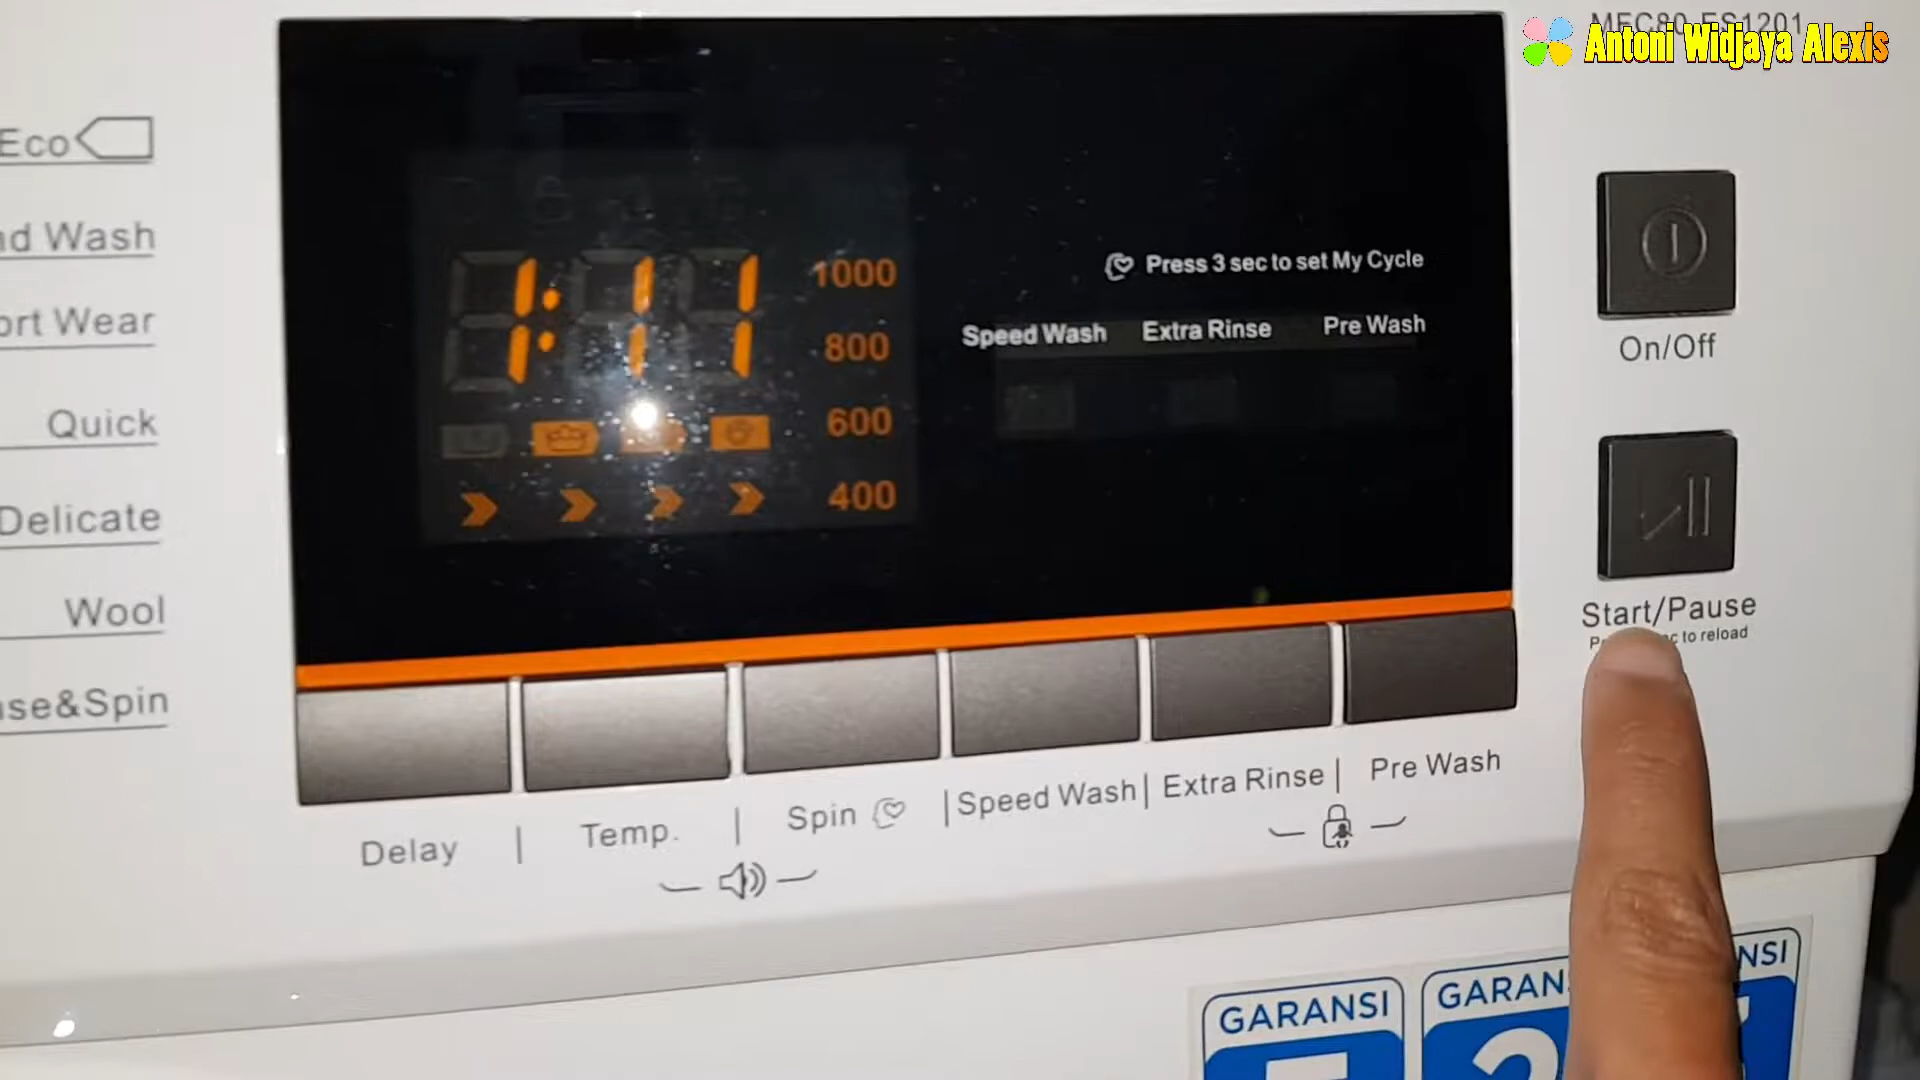 Antoni Widjaya Alexis
Eco
Wash
Wear
Quick
Delicate
Wool
&Spin
1:11
1000
800
600
400
Press 3 sec to set My Cycle
Speed Wash Extra Rinse Pre Wash
On/Off
Start/Pause
to reload
Delay | Temp. | Spin | Speed Wash | Extra Rinse | Pre Wash
GARANSI
GARAN
NSI